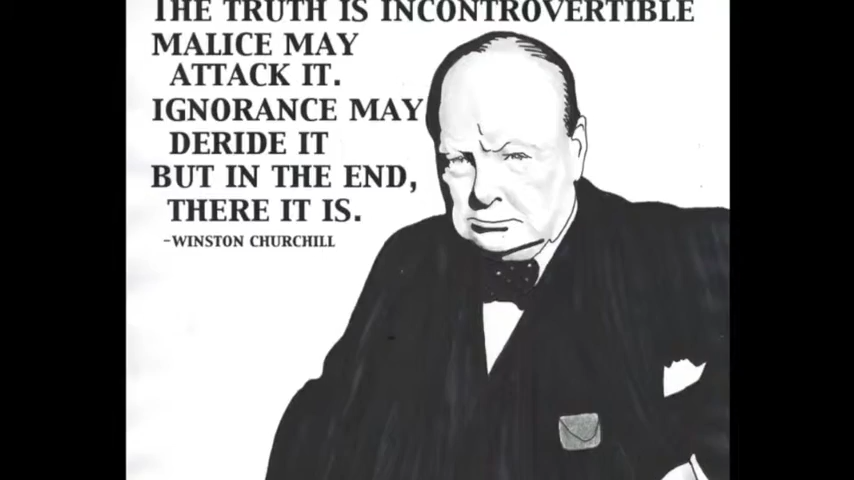 THE TRUTH IS INCONTROVERTIBLE
MALICE MAY
ATTACK IT.
IGNORANCE MAY
DERIDE IT
BUT IN THE END,
THERE IT IS.
-WINSTON CHURCHILL